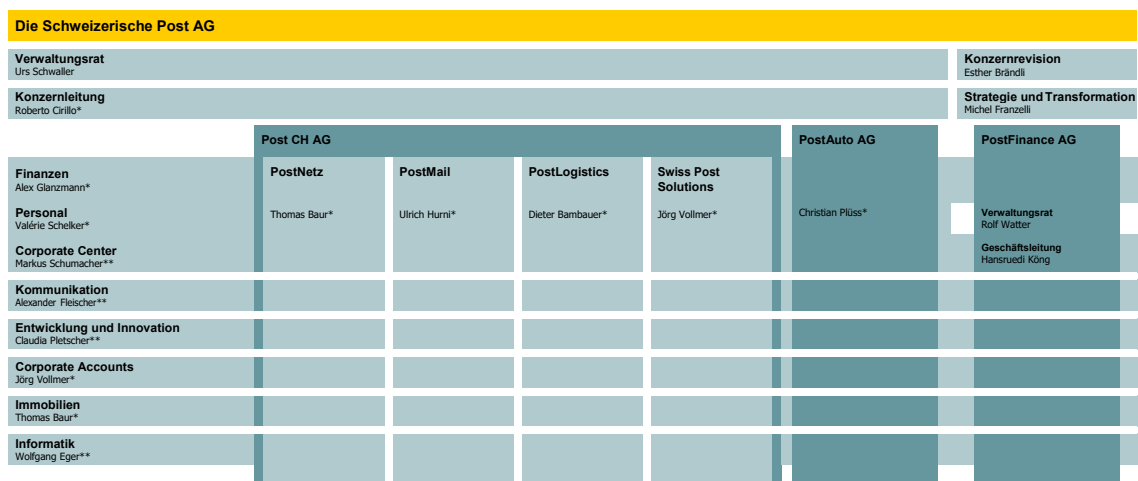 Die Schweizerische Post AG
Verwaltungsrat
Urs Schwaller
Konzernrevision
Esther Brändli
Konzernleitung
Roberto Cirillo*
Strategie und Transformation
Michel Franzelli
Post CH AG
PostAuto AG
PostFinance AG
Finanzen
Alex Glanzmann*
PostNetz
PostMail
PostLogistics
Swiss Post
Solutions
Personal
Valérie Schelker*
Thomas Baur*
Ulrich Hurni*
Dieter Bambauer*
Jörg Vollmer*
Christian Plüss*
Verwaltungsrat
Rolf Watter
Corporate Center
Markus Schumacher**
Geschäftsleitung
Hansruedi Köng
Kommunikation
Alexander Fleischer**
Entwicklung und Innovation
Claudia Pletscher**
Corporate Accounts
Jörg Vollmer*
Immobilien
Thomas Baur*
Informatik
Wolfgang Eger**